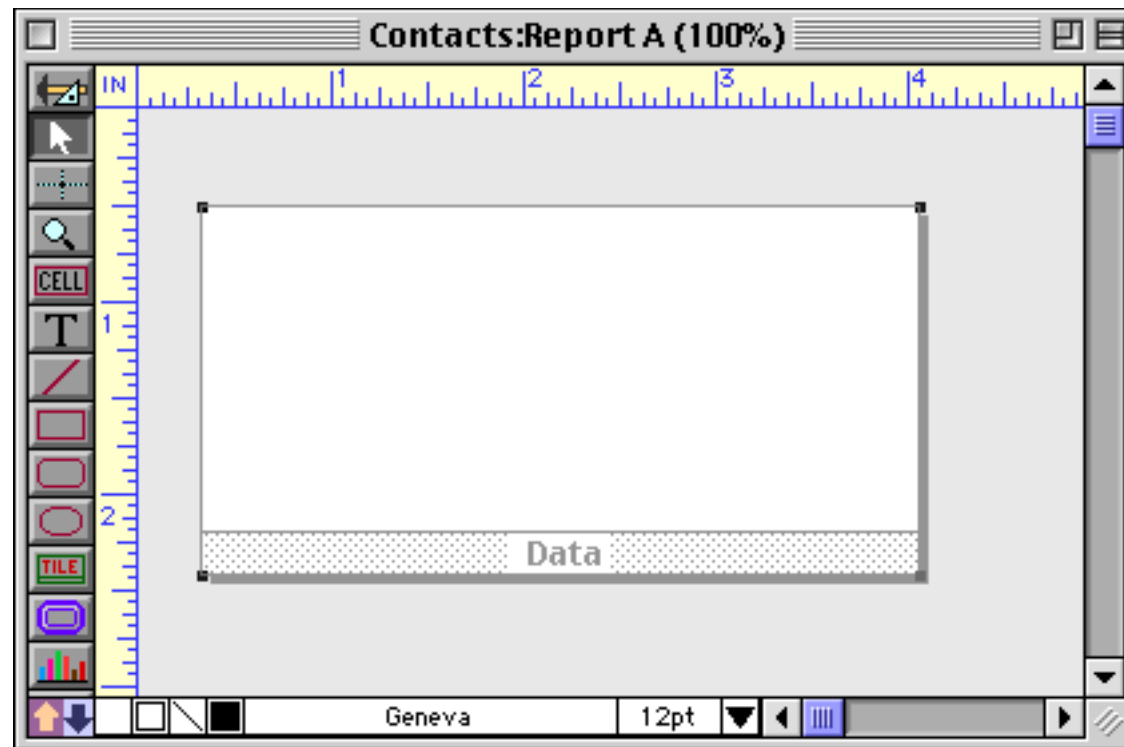 Contacts:Report A (100%)
IN 1 2 3 4
CELL
T
1
2
TILE
Data
Geneva 12pt